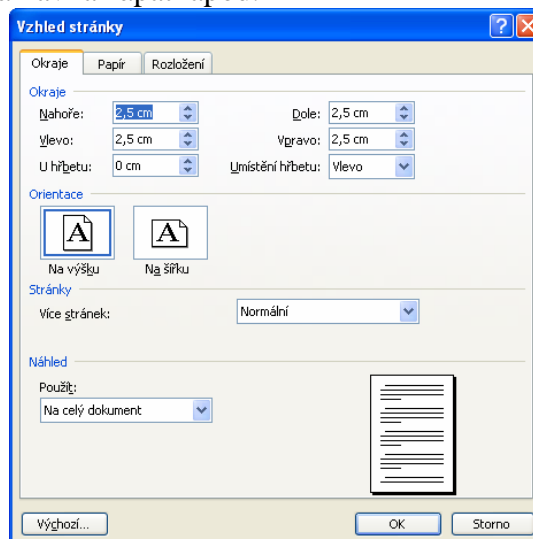 Vzhled stránky
Okraje Papír Rozložení
Okraje
Nahoře: 2,5 cm Dole: 2,5 cm
Vlevo: 2,5 cm Vpravo: 2,5 cm
U hřbetu: 0 cm Umístění hřbetu: Vlevo
Orientace
A A
Na výšku Na šířku
Stránky
Více stránek: Normální
Náhled
Použít:
Na celý dokument
Výchozí... OK Storno